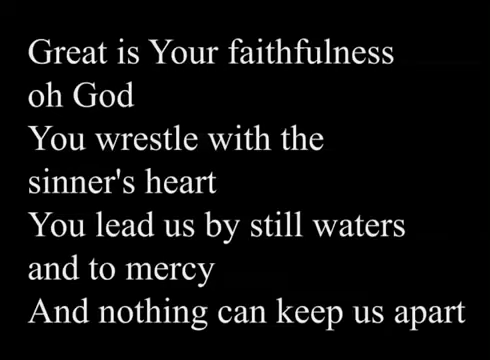 Great is Your faithfulness
oh God
You wrestle with the
sinner's heart
You lead us by still waters
and to mercy
And nothing can keep us apart